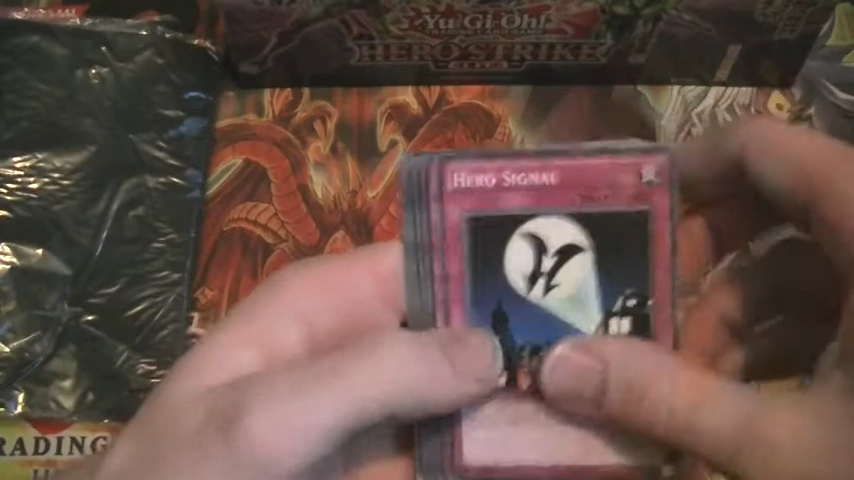 Yu-Gi-Oh!
TRADING CARD GAME
HERO STRIKE
HERO SIGNAL
TRADING